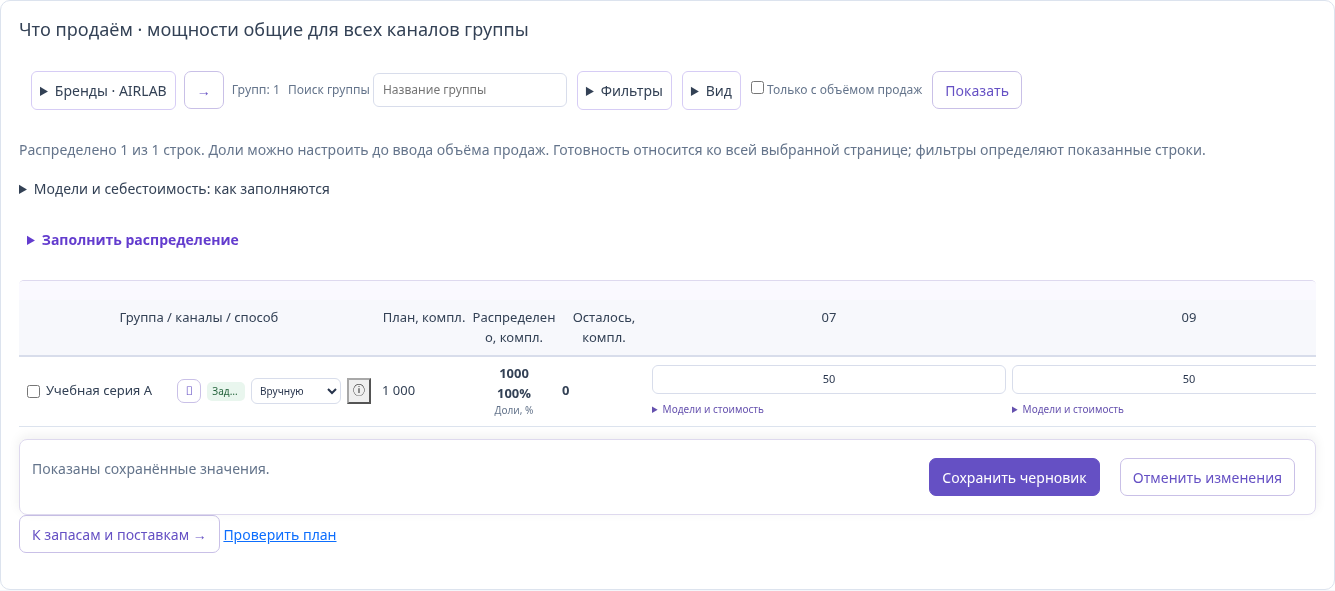 Что продаём · мощности общие для всех каналов группы
Бренды · AIRLAB → Групп: 1 Поиск группы Название группы Фильтры Вид Только с объёмом продаж Показать
Распределено 1 из 1 строк. Доли можно настроить до ввода объёма продаж. Готовность относится ко всей выбранной странице; фильтры определяют показанные строки.
Модели и себестоимость: как заполняются
Заполнить распределение
Группа / каналы / способ План, компл. Распределен Осталось, 07 09
о, компл. компл.
Учебная серия А Зад... Вручную ⓘ 1 000 1000 0 50 50
100%
Доли, % Модели и стоимость Модели и стоимость
Показаны сохранённые значения. Сохранить черновик Отменить изменения
К запасам и поставкам → Проверить план